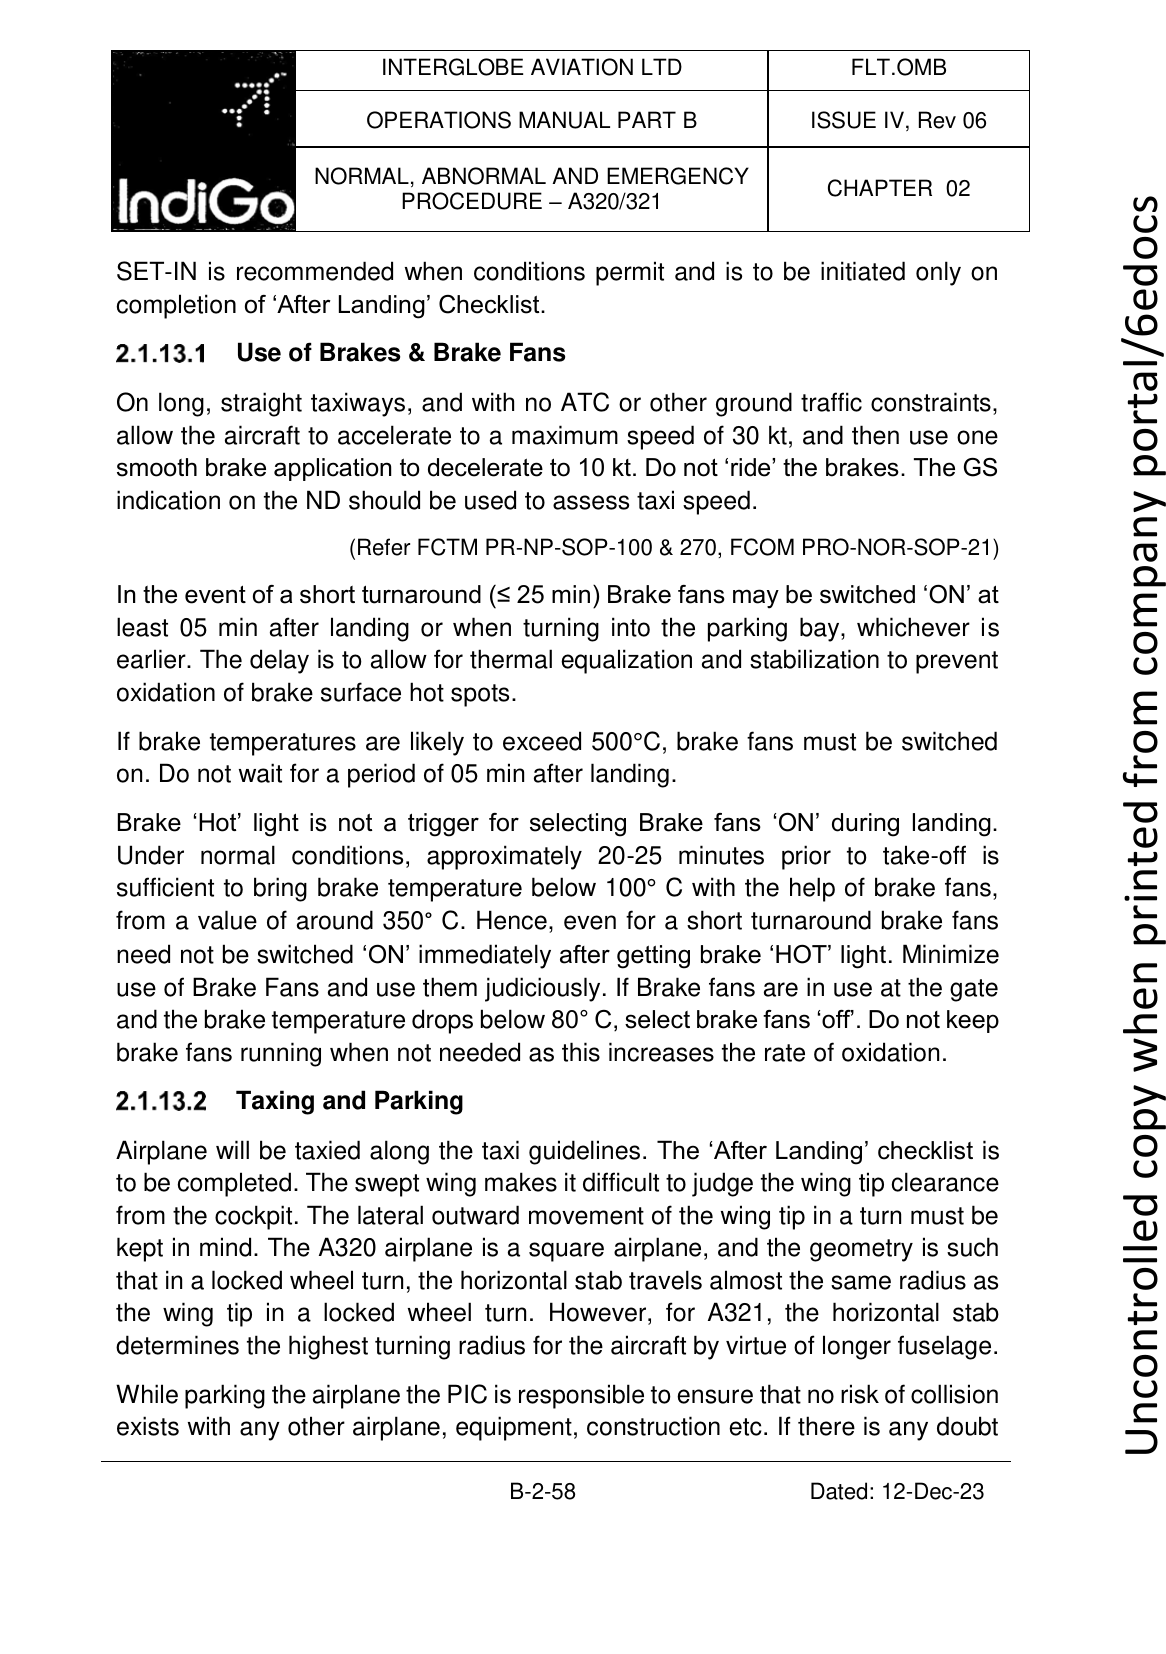 IndiGo
INTERGLOBE AVIATION LTD
FLT.OMB
OPERATIONS MANUAL PART B
ISSUE IV, Rev 06
NORMAL, ABNORMAL AND EMERGENCY
PROCEDURE – A320/321
CHAPTER 02
SET-IN is recommended when conditions permit and is to be initiated only on
completion of ‘After Landing’ Checklist.
2.1.13.1 Use of Brakes & Brake Fans
On long, straight taxiways, and with no ATC or other ground traffic constraints,
allow the aircraft to accelerate to a maximum speed of 30 kt, and then use one
smooth brake application to decelerate to 10 kt. Do not ‘ride’ the brakes. The GS
indication on the ND should be used to assess taxi speed.
(Refer FCTM PR-NP-SOP-100 & 270, FCOM PRO-NOR-SOP-21)
In the event of a short turnaround (≤ 25 min) Brake fans may be switched ‘ON’ at
least 05 min after landing or when turning into the parking bay, whichever is
earlier. The delay is to allow for thermal equalization and stabilization to prevent
oxidation of brake surface hot spots.
If brake temperatures are likely to exceed 500°C, brake fans must be switched
on. Do not wait for a period of 05 min after landing.
Brake ‘Hot’ light is not a trigger for selecting Brake fans ‘ON’ during landing.
Under normal conditions, approximately 20-25 minutes prior to take-off is
sufficient to bring brake temperature below 100° C with the help of brake fans,
from a value of around 350° C. Hence, even for a short turnaround brake fans
need not be switched ‘ON’ immediately after getting brake ‘HOT’ light. Minimize
use of Brake Fans and use them judiciously. If Brake fans are in use at the gate
and the brake temperature drops below 80° C, select brake fans ‘off’. Do not keep
brake fans running when not needed as this increases the rate of oxidation.
2.1.13.2 Taxing and Parking
Airplane will be taxied along the taxi guidelines. The ‘After Landing’ checklist is
to be completed. The swept wing makes it difficult to judge the wing tip clearance
from the cockpit. The lateral outward movement of the wing tip in a turn must be
kept in mind. The A320 airplane is a square airplane, and the geometry is such
that in a locked wheel turn, the horizontal stab travels almost the same radius as
the wing tip in a locked wheel turn. However, for A321, the horizontal stab
determines the highest turning radius for the aircraft by virtue of longer fuselage.
While parking the airplane the PIC is responsible to ensure that no risk of collision
exists with any other airplane, equipment, construction etc. If there is any doubt
B-2-58
Dated: 12-Dec-23
Uncontrolled copy when printed from company portal/6edocs